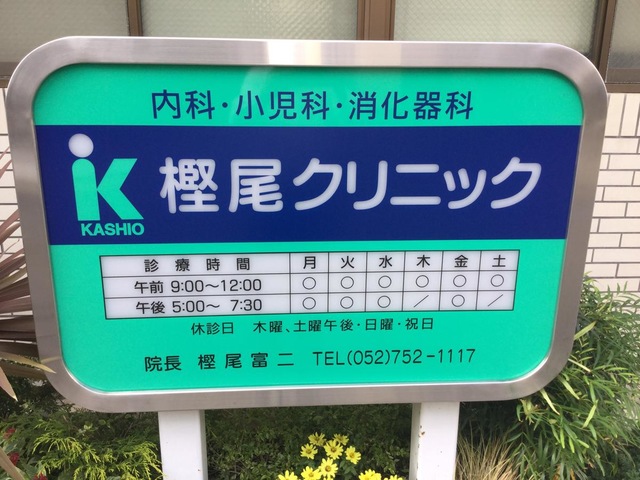 内科・小児科・消化器科
K
KASHIO
樫尾クリニック
診療時間 月 火 水 木 金 土
午前 9:00～12:00 ○ ○ ○ ○ ○ ○
午後 5:00～ 7:30 ○ ○ ○ ／ ○ ／
休診日 木曜、土曜午後・日曜・祝日
院長 樫尾富二 TEL(052)752-1117